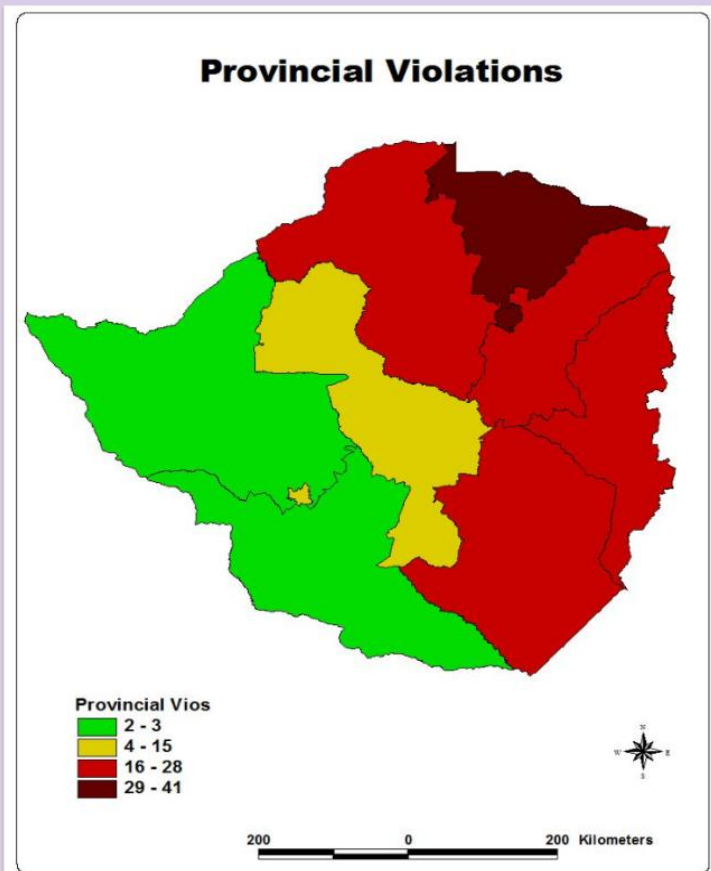 Provincial Violations
Provincial Vios
2 - 3
4 - 15
16 - 28
29 - 41
N
W E
S
200 0 200 Kilometers